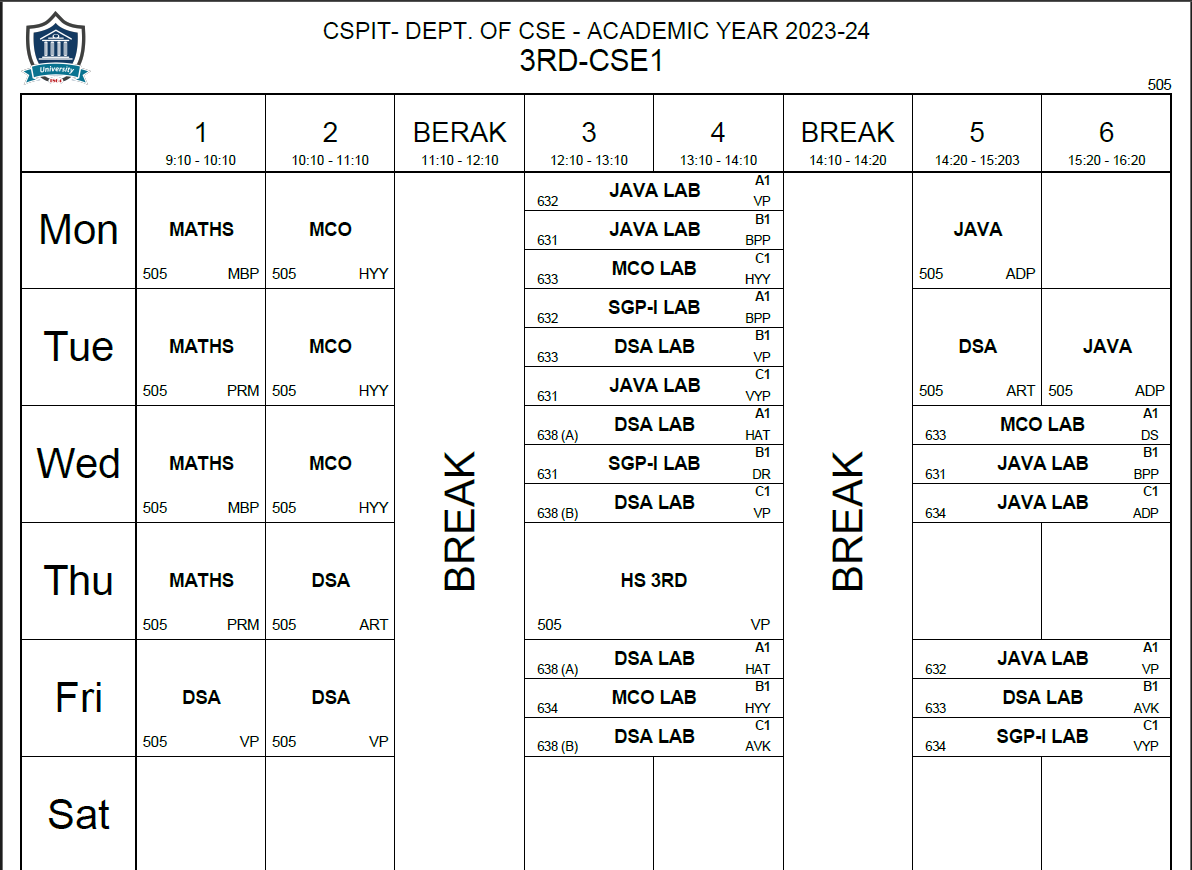 CSPIT- DEPT. OF CSE - ACADEMIC YEAR 2023-24
3RD-CSE1
University
505
1 2 BERAK 3 4 BREAK 5 6
9:10 - 10:10 10:10 - 11:10 11:10 - 12:10 12:10 - 13:10 13:10 - 14:10 14:10 - 14:20 14:20 - 15:203 15:20 - 16:20
BREAK
BREAK
Mon
MATHS
505 MBP
MCO
505 HYY
A1
JAVA LAB
632 VP
B1
JAVA LAB
631 BPP
C1
MCO LAB
633 HYY
JAVA
505 ADP
Tue
MATHS
505 PRM
MCO
505 HYY
A1
SGP-I LAB
632 BPP
B1
DSA LAB
633 VP
C1
JAVA LAB
631 VYP
DSA
505 ART
JAVA
505 ADP
Wed
MATHS
505 MBP
MCO
505 HYY
A1
DSA LAB
638 (A) HAT
B1
SGP-I LAB
631 DR
C1
DSA LAB
638 (B) VP
A1
MCO LAB
633 DS
B1
JAVA LAB
631 BPP
C1
JAVA LAB
634 ADP
Thu
MATHS
505 PRM
DSA
505 ART
HS 3RD
505 VP
Fri
DSA
505 VP
DSA
505 VP
A1
DSA LAB
638 (A) HAT
B1
MCO LAB
634 HYY
C1
DSA LAB
638 (B) AVK
A1
JAVA LAB
632 VP
B1
DSA LAB
633 AVK
C1
SGP-I LAB
634 VYP
Sat